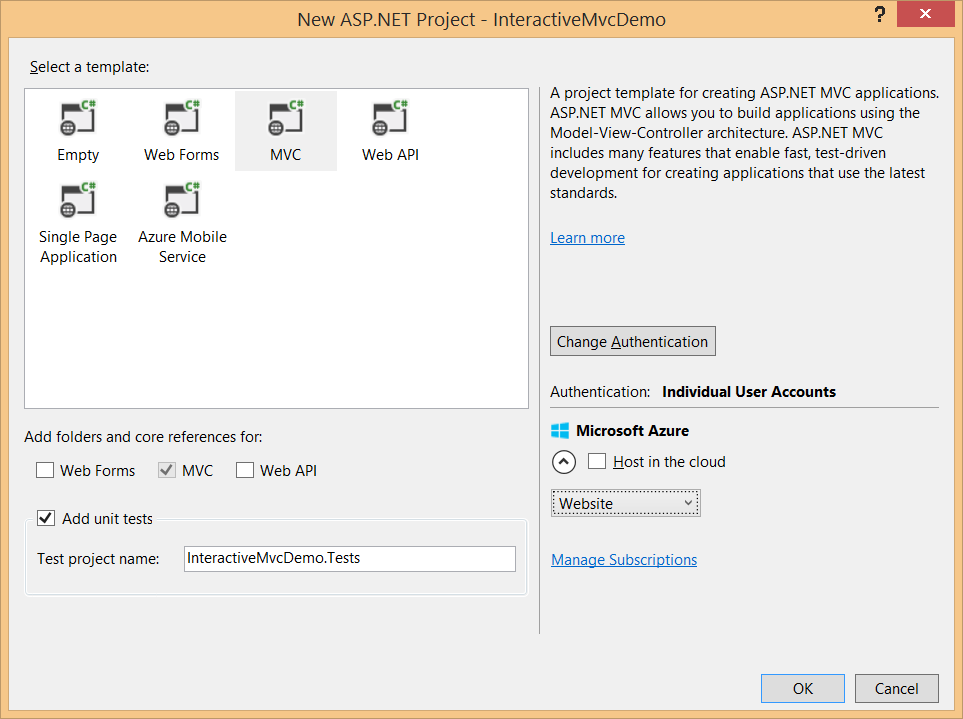 New ASP.NET Project - InteractiveMvcDemo
?
Select a template:
C# C# C# C#
Empty Web Forms MVC Web API
C# C#
Single Page Azure Mobile
Application Service
A project template for creating ASP.NET MVC applications.
ASP.NET MVC allows you to build applications using the
Model-View-Controller architecture. ASP.NET MVC
includes many features that enable fast, test-driven
development for creating applications that use the latest
standards.
Learn more
Change Authentication
Authentication: Individual User Accounts
Microsoft Azure
Host in the cloud
Website
Manage Subscriptions
Add folders and core references for:
Web Forms MVC Web API
Add unit tests
Test project name: InteractiveMvcDemo.Tests
OK Cancel